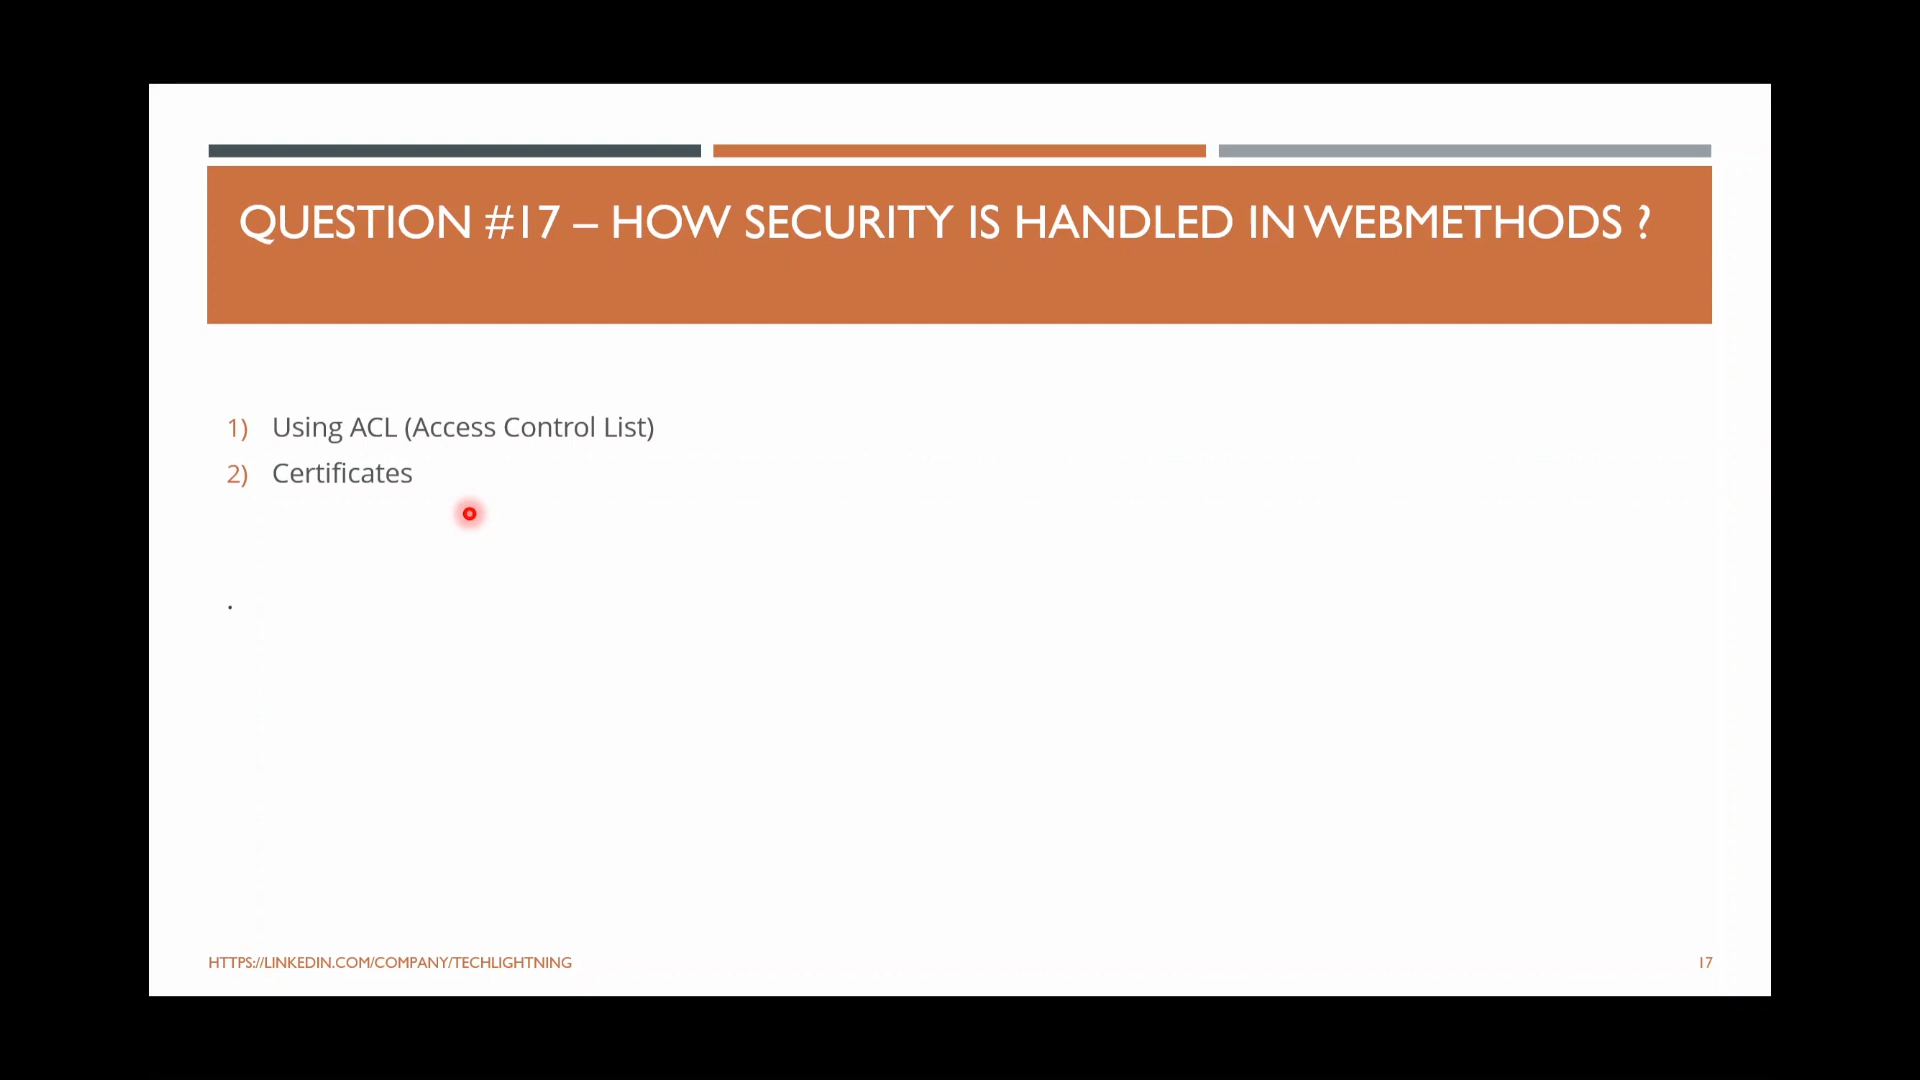 QUESTION #17 – HOW SECURITY IS HANDLED IN WEBMETHODS ?
1) Using ACL (Access Control List)
2) Certificates
.
HTTPS://LINKEDIN.COM/COMPANY/TECHLIGHTNING
17